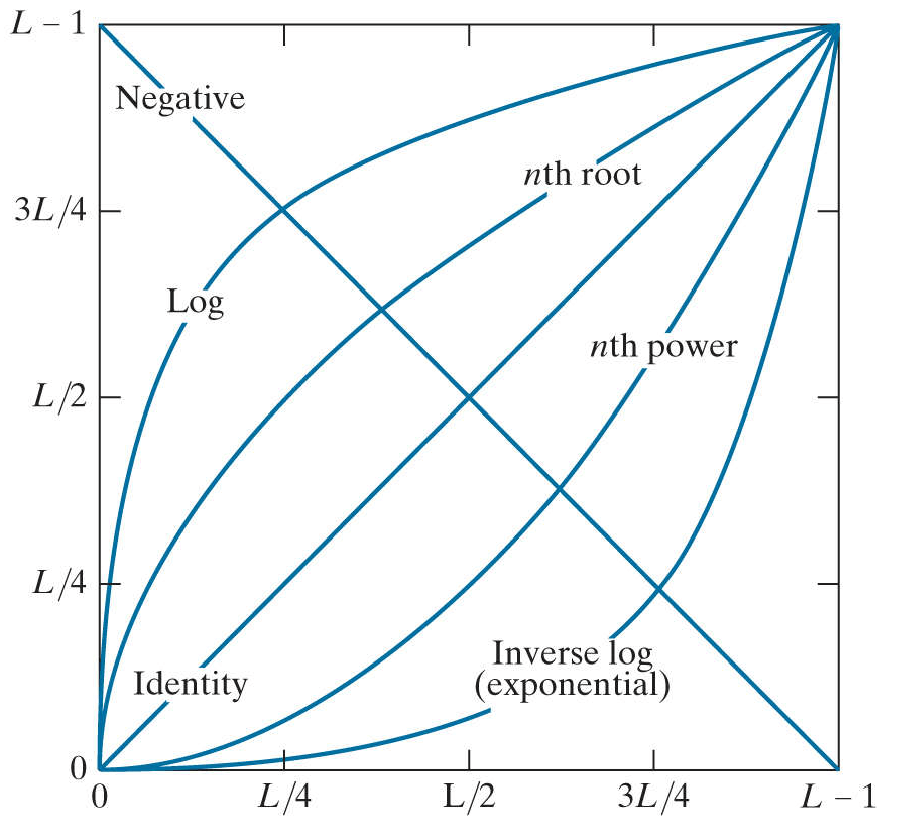 L – 1
Negative
nth root
3L/4
Log
nth power
L/2
L/4
Inverse log
(exponential)
Identity
0
0
L/4
L/2
3L/4
L – 1